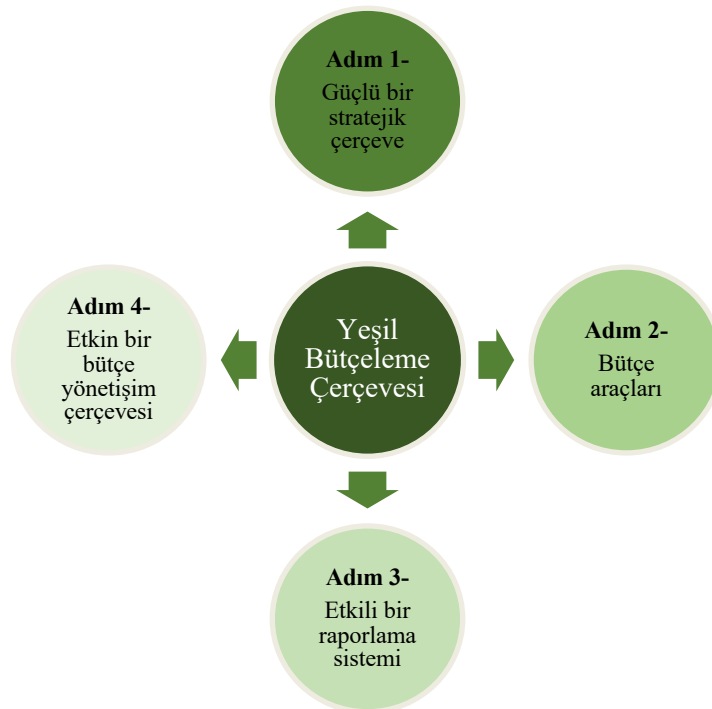 Adım 1-
Güçlü bir
stratejik
çerçeve
Adım 4-
Etkin bir
bütçe
yönetişim
çerçevesi
Yeşil
Bütçeleme
Çerçevesi
Adım 2-
Bütçe
araçları
Adım 3-
Etkili bir
raporlama
sistemi